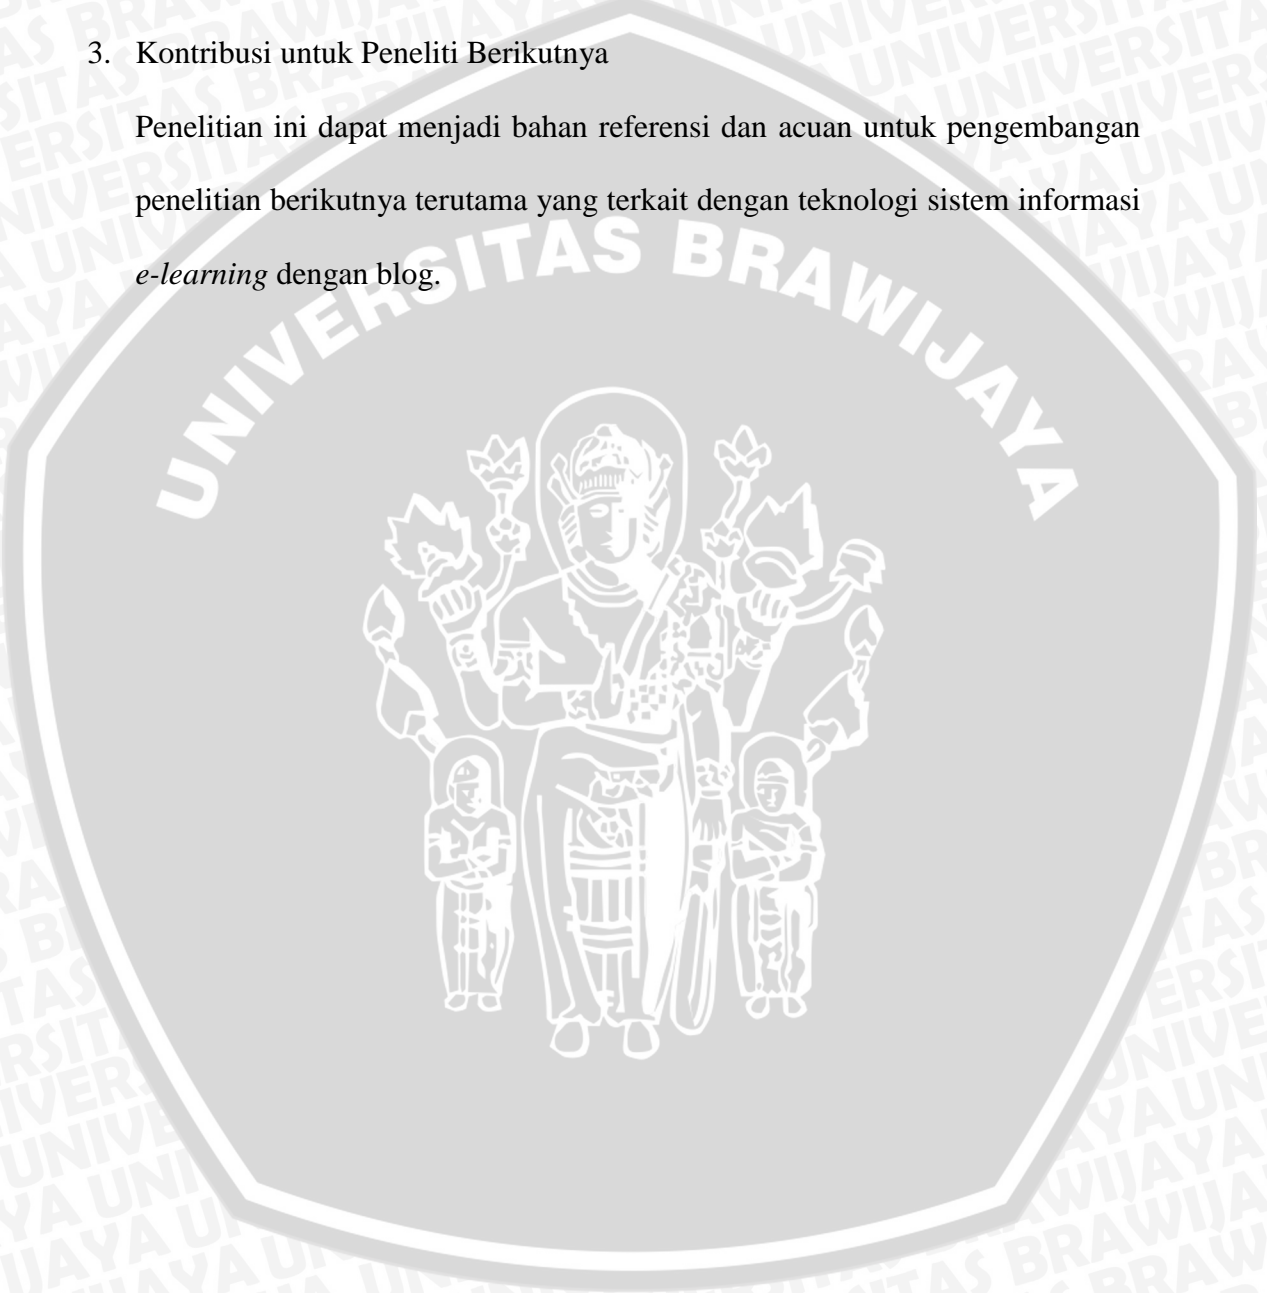 3. Kontribusi untuk Peneliti Berikutnya
Penelitian ini dapat menjadi bahan referensi dan acuan untuk pengembangan
penelitian berikutnya terutama yang terkait dengan teknologi sistem informasi
e-learning dengan blog.
UNIVERSITAS BRAWIJAYA